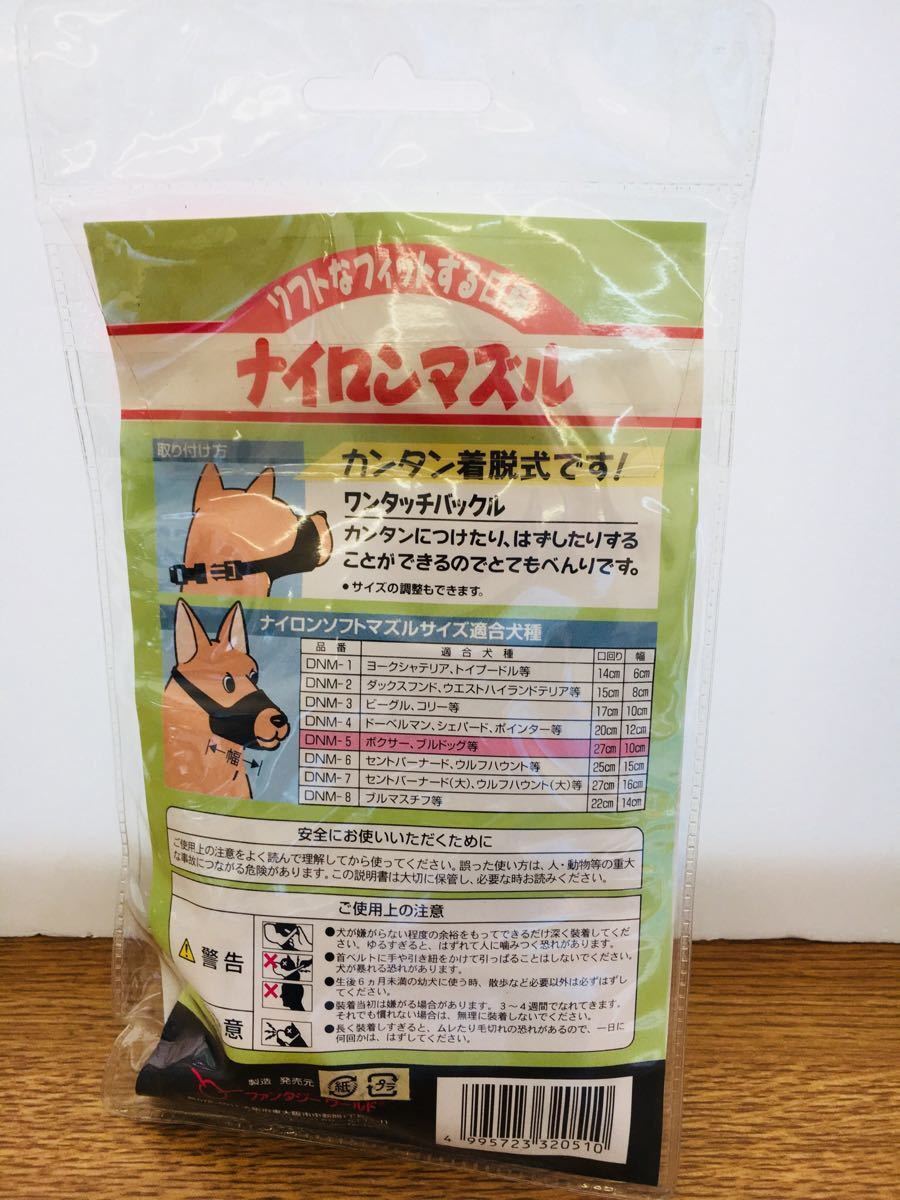 ソフトなフィットする口輪
ナイロンマズル
取り付け方
カンタン着脱式です!
ワンタッチバックル
カンタンにつけたり、はずしたりする
ことができるのでとてもべんりです。
●サイズの調整もできます。
ナイロンソフトマズルサイズ適合犬種
品番 適合犬種 口回り 幅
DNM-1 ヨークシャテリア、トイプードル等 14cm 6cm
DNM-2 ダックスフンド、ウエストハイランドテリア等 15cm 8cm
DNM-3 ビーグル、コリー等 17cm 10cm
DNM-4 ドーベルマン、シェパード、ポインター等 20cm 12cm
DNM-5 ボクサー、ブルドッグ等 27cm 10cm
DNM-6 セントバーナード、ウルフハウント等 25cm 15cm
DNM-7 セントバーナード(大)、ウルフハウント(大)等 27cm 16cm
DNM-8 ブルマスチフ等 22cm 14cm
幅
安全にお使いいただくために
ご使用上の注意をよく読んで理解してから使ってください。誤った使い方は、人・動物等の重大
な事故につながる危険があります。この説明書は大切に保管し、必要な時お読みください。
ご使用上の注意
警告
●犬が嫌がらない程度の余裕をもってできるだけ深く装着してくだ
さい。ゆるすぎると、はずれて人に噛みつく恐れがあります。
●首ベルトに手や引き紐をかけて引っぱることはしないでください。
犬が暴れる恐れがあります。
●生後6ヵ月未満の幼犬に使う時、散歩など必要以外は必ずはずし
てください。
●装着当初は嫌がる場合があります。3〜4週間でなれてきます。
それでも慣れない場合は、無理に装着しないでください。
意
●長く装着しすぎると、ムレたり毛切れの恐れがあるので、一日に
何回かは、はずしてください。
製造 発売元
紙
プラ
ファンタジーワールド
4 995723 320510